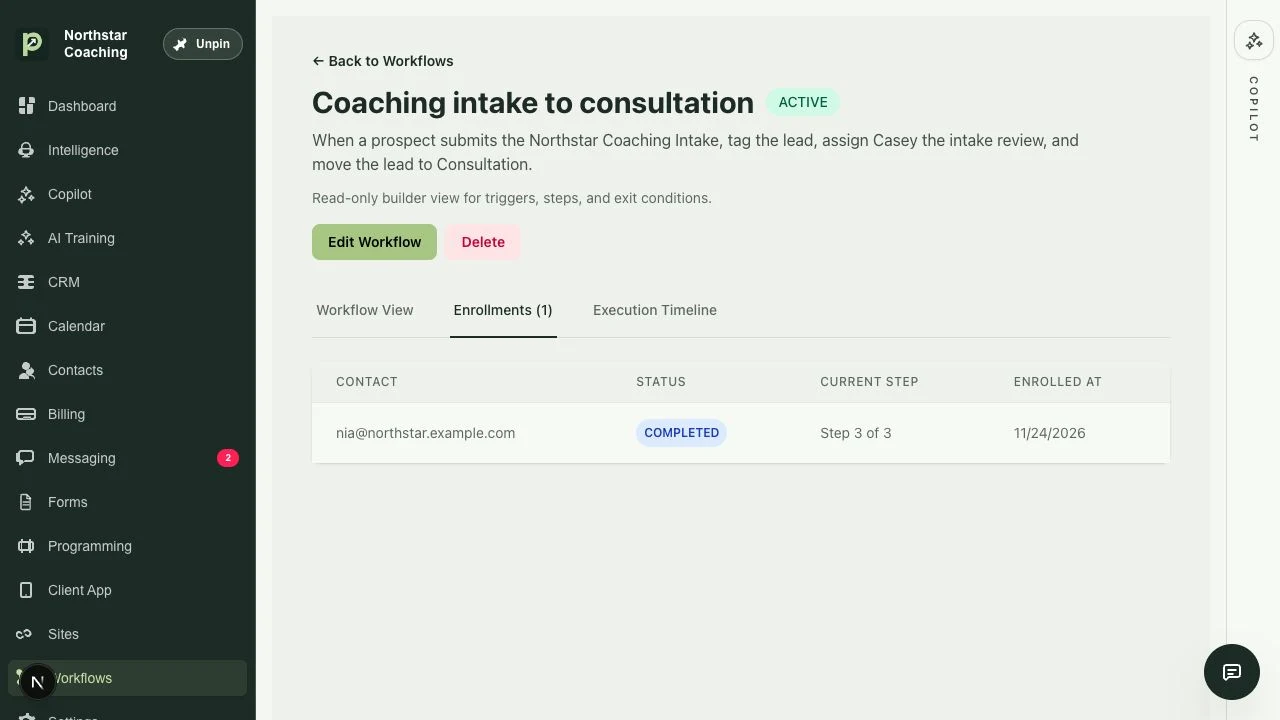 Northstar
Coaching
Unpin
Dashboard
Intelligence
Copilot
AI Training
CRM
Calendar
Contacts
Billing
Messaging 2
Forms
Programming
Client App
Sites
Workflows
Settings
N
← Back to Workflows
Coaching intake to consultation ACTIVE
When a prospect submits the Northstar Coaching Intake, tag the lead, assign Casey the intake review, and
move the lead to Consultation.
Read-only builder view for triggers, steps, and exit conditions.
Edit Workflow Delete
Workflow View Enrollments (1) Execution Timeline
CONTACT STATUS CURRENT STEP ENROLLED AT
nia@northstar.example.com COMPLETED Step 3 of 3 11/24/2026
COPILOT